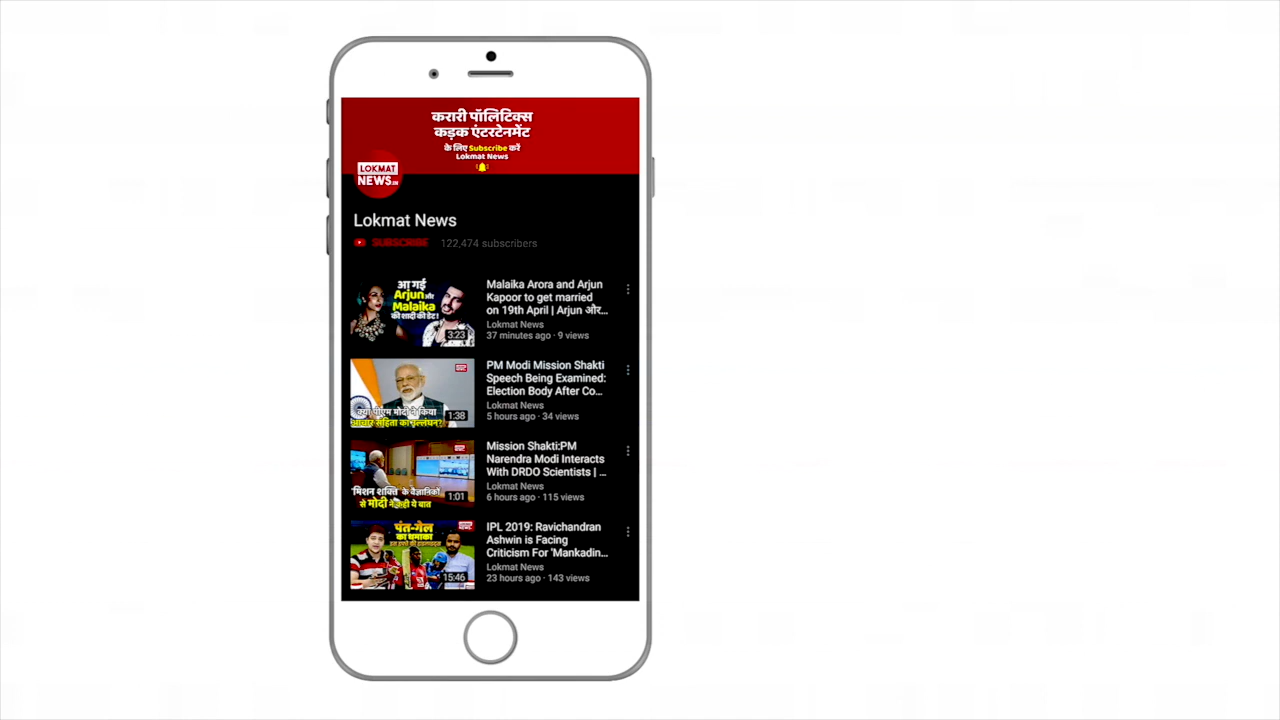 करारी पॉलिटिक्स
कड़क एंटरटेनमेंट
के लिए Subscribe करें
Lokmat News
LOKMAT
NEWS.IN
Lokmat News
SUBSCRIBE 122,474 subscribers
आ गई
Arjun और
Malaika
की शादी की डेट!
3:23
Malaika Arora and Arjun
Kapoor to get married
on 19th April | Arjun और...
Lokmat News
37 minutes ago · 9 views
क्या पीएम मोदी ने किया
आचार संहिता का उल्लंघन?
1:38
PM Modi Mission Shakti
Speech Being Examined:
Election Body After Co...
Lokmat News
5 hours ago · 34 views
'मिशन शक्ति' के वैज्ञानिकों
से मोदी ने कही ये बात
1:01
Mission Shakti:PM
Narendra Modi Interacts
With DRDO Scientists | ...
Lokmat News
6 hours ago · 115 views
पंत-गेल
का धमाका
15:46
IPL 2019: Ravichandran
Ashwin is Facing
Criticism For 'Mankadin...
Lokmat News
23 hours ago · 143 views